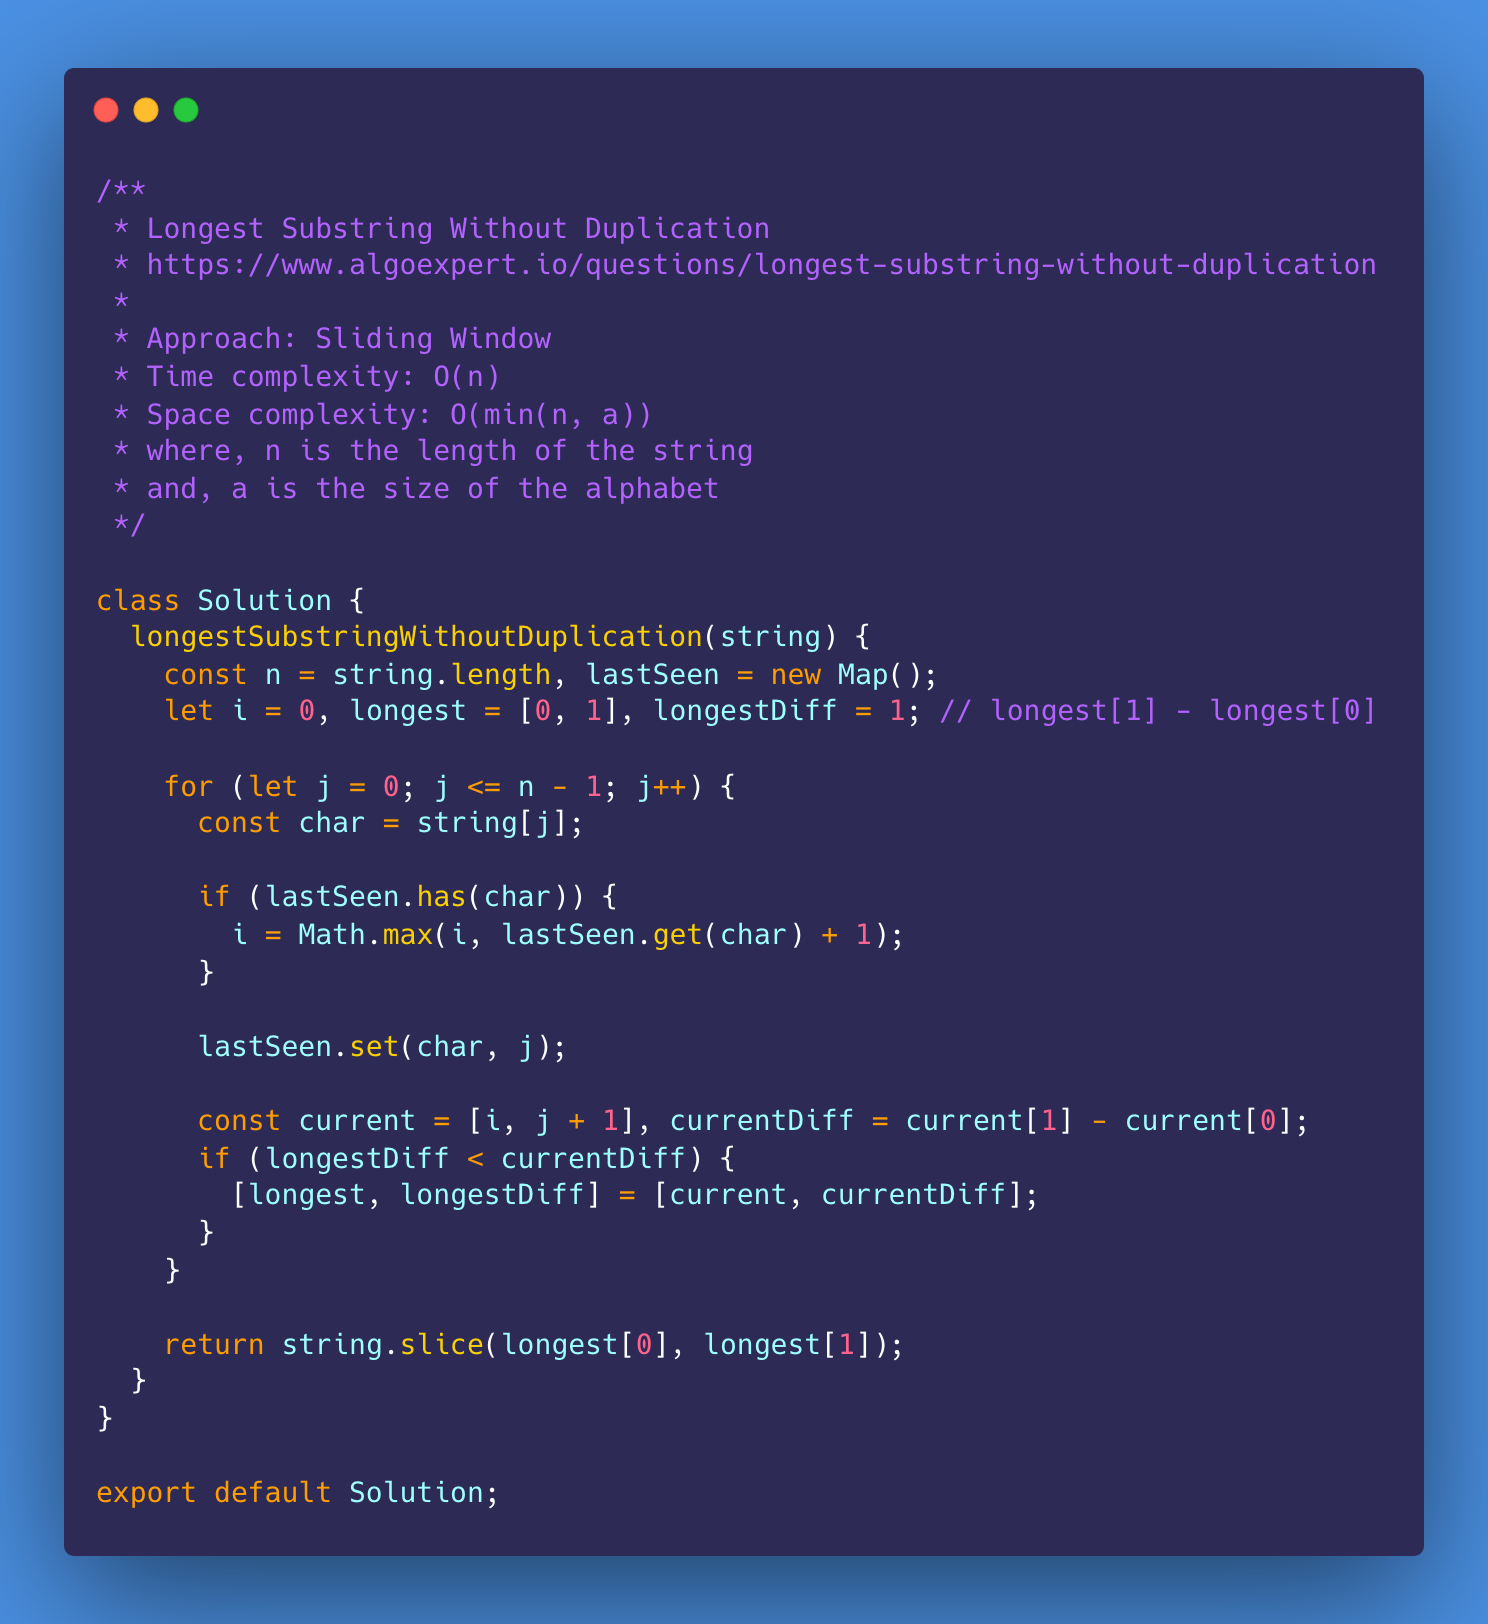 /**
 * Longest Substring Without Duplication
 * https://www.algoexpert.io/questions/longest-substring-without-duplication
 *
 * Approach: Sliding Window
 * Time complexity: O(n)
 * Space complexity: O(min(n, a))
 * where, n is the length of the string
 * and, a is the size of the alphabet
 */

class Solution {
  longestSubstringWithoutDuplication(string) {
    const n = string.length, lastSeen = new Map();
    let i = 0, longest = [0, 1], longestDiff = 1; // longest[1] - longest[0]

    for (let j = 0; j <= n - 1; j++) {
      const char = string[j];

      if (lastSeen.has(char)) {
        i = Math.max(i, lastSeen.get(char) + 1);
      }

      lastSeen.set(char, j);

      const current = [i, j + 1], currentDiff = current[1] - current[0];
      if (longestDiff < currentDiff) {
        [longest, longestDiff] = [current, currentDiff];
      }
    }

    return string.slice(longest[0], longest[1]);
  }
}

export default Solution;